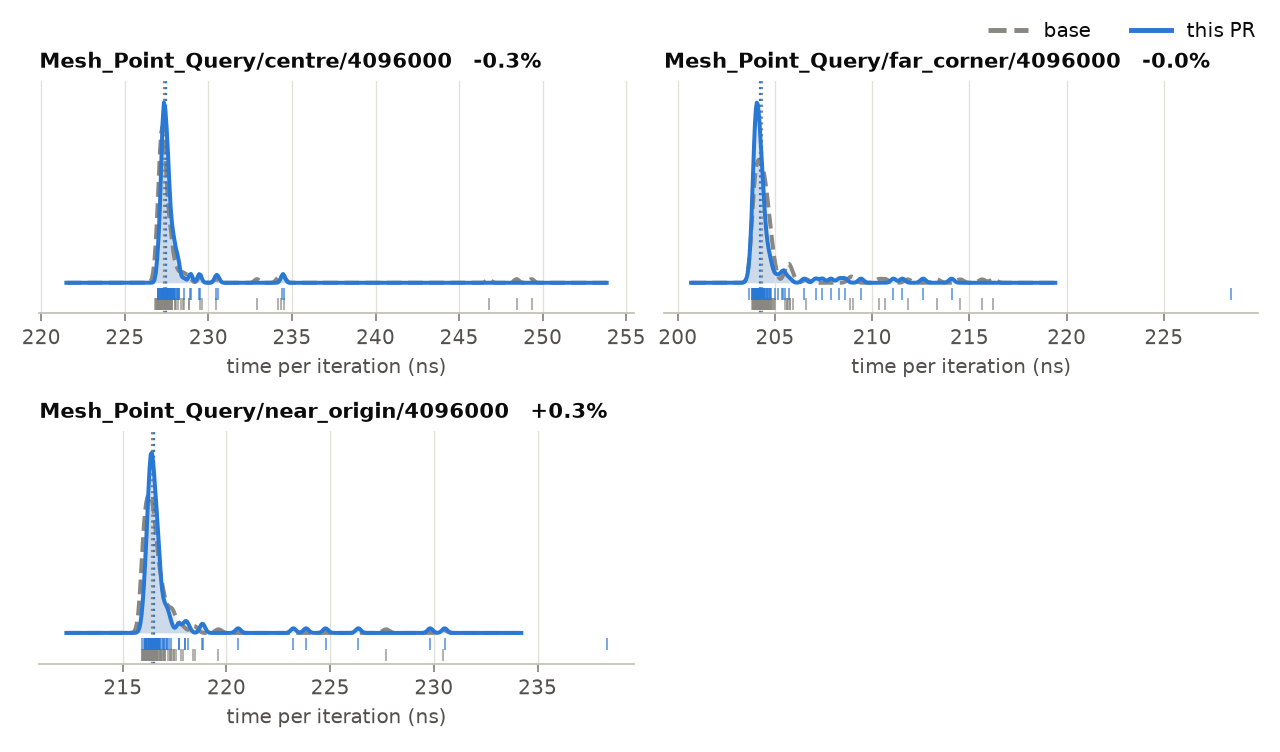 base this PR
Mesh_Point_Query/centre/4096000 -0.3%
220 225 230 235 240 245 250 255
time per iteration (ns)
Mesh_Point_Query/far_corner/4096000 -0.0%
200 205 210 215 220 225
time per iteration (ns)
Mesh_Point_Query/near_origin/4096000 +0.3%
215 220 225 230 235
time per iteration (ns)